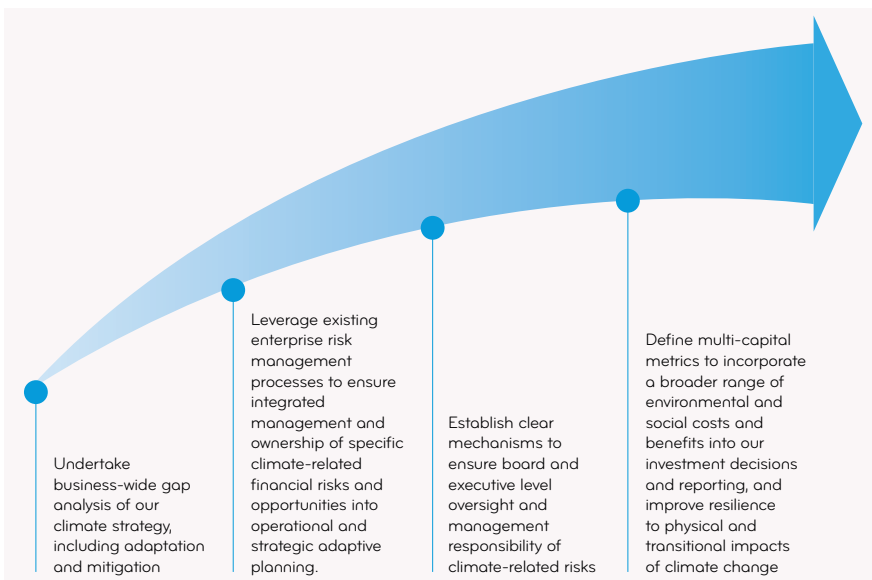 Undertake
business-wide gap
analysis of our
climate strategy,
including adaptation
and mitigation
Leverage existing
enterprise risk
management
processes to ensure
integrated
management and
ownership of specific
climate-related
financial risks and
opportunities into
operational and
strategic adaptive
planning.
Establish clear
mechanisms to
ensure board and
executive level
oversight and
management
responsibility of
climate-related risks
Define multi-capital
metrics to incorporate
a broader range of
environmental and
social costs and
benefits into our
investment decisions
and reporting, and
improve resilience
to physical and
transitional impacts
of climate change